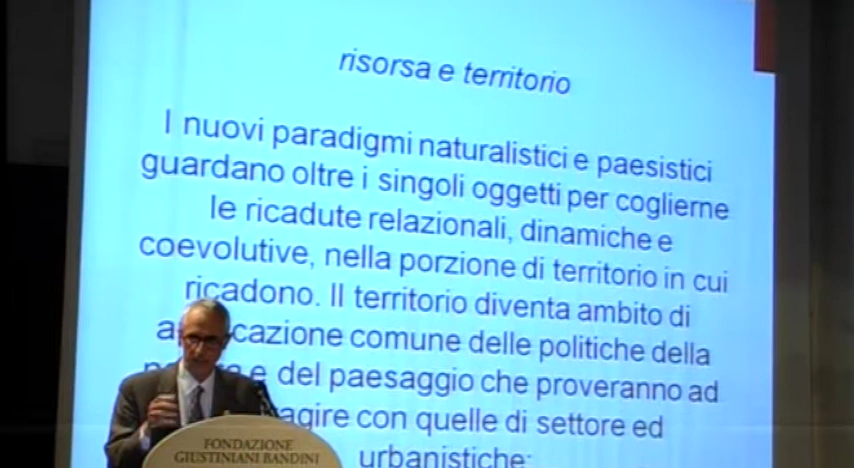 risorsa e territorio
I nuovi paradigmi naturalistici e paesistici
guardano oltre i singoli oggetti per coglierne
le ricadute relazionali, dinamiche e
coevolutive, nella porzione di territorio in cui
ricadono. Il territorio diventa ambito di
comune delle politiche della
e del paesaggio che proveranno ad
con quelle di settore ed
urbanistiche:
FONDAZIONE
GIUSTINIANI BANDINI